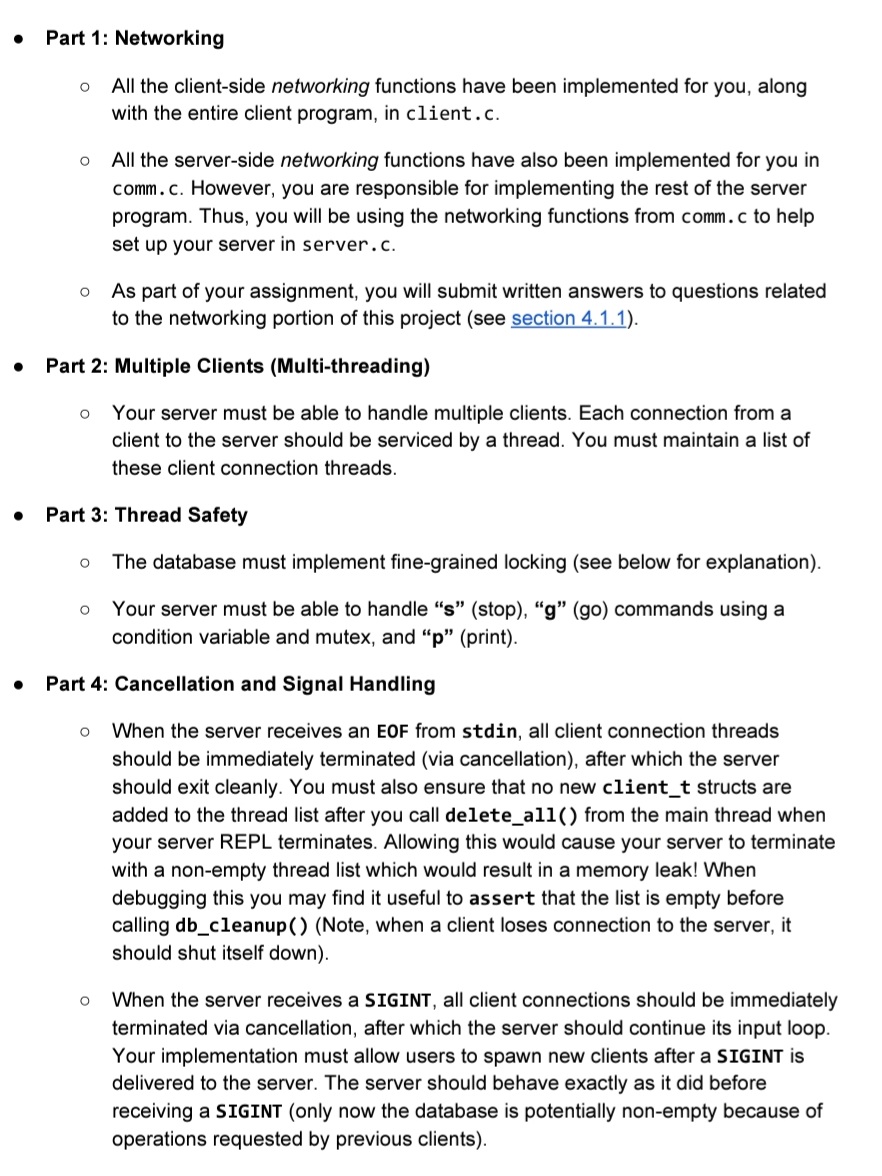 • Part 1: Networking
○ All the client-side networking functions have been implemented for you, along
with the entire client program, in client.c.
○ All the server-side networking functions have also been implemented for you in
comm.c. However, you are responsible for implementing the rest of the server
program. Thus, you will be using the networking functions from comm.c to help
set up your server in server.c.
○ As part of your assignment, you will submit written answers to questions related
to the networking portion of this project (see section 4.1.1).
• Part 2: Multiple Clients (Multi-threading)
○ Your server must be able to handle multiple clients. Each connection from a
client to the server should be serviced by a thread. You must maintain a list of
these client connection threads.
• Part 3: Thread Safety
○ The database must implement fine-grained locking (see below for explanation).
○ Your server must be able to handle “s” (stop), “g” (go) commands using a
condition variable and mutex, and “p” (print).
• Part 4: Cancellation and Signal Handling
○ When the server receives an EOF from stdin, all client connection threads
should be immediately terminated (via cancellation), after which the server
should exit cleanly. You must also ensure that no new client_t structs are
added to the thread list after you call delete_all() from the main thread when
your server REPL terminates. Allowing this would cause your server to terminate
with a non-empty thread list which would result in a memory leak! When
debugging this you may find it useful to assert that the list is empty before
calling db_cleanup() (Note, when a client loses connection to the server, it
should shut itself down).
○ When the server receives a SIGINT, all client connections should be immediately
terminated via cancellation, after which the server should continue its input loop.
Your implementation must allow users to spawn new clients after a SIGINT is
delivered to the server. The server should behave exactly as it did before
receiving a SIGINT (only now the database is potentially non-empty because of
operations requested by previous clients).